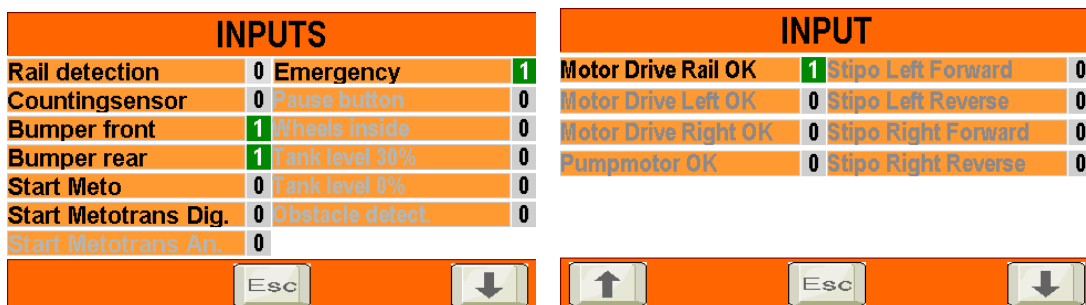 INPUTS
Rail detection 0 Emergency 1
Countingsensor 0 Pause button 0
Bumper front 1 Wheels inside 0
Bumper rear 1 Tank level 30% 0
Start Meto 0 Tank level 0% 0
Start Metotrans Dig. 0 Obstacle detect. 0
Start Metotrans An. 0
Esc
INPUT
Motor Drive Rail OK 1 Stipo Left Forward 0
Motor Drive Left OK 0 Stipo Left Reverse 0
Motor Drive Right OK 0 Stipo Right Forward 0
Pumpmotor OK 0 Stipo Right Reverse 0
Esc